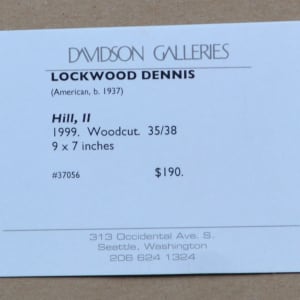 DAVIDSON GALLERIES
LOCKWOOD DENNIS
(American, b. 1937)
Hill, II
1999. Woodcut. 35/38
9 x 7 inches
#37056 $190.
313 Occidental Ave. S.
Seattle, Washington
206 624 1324